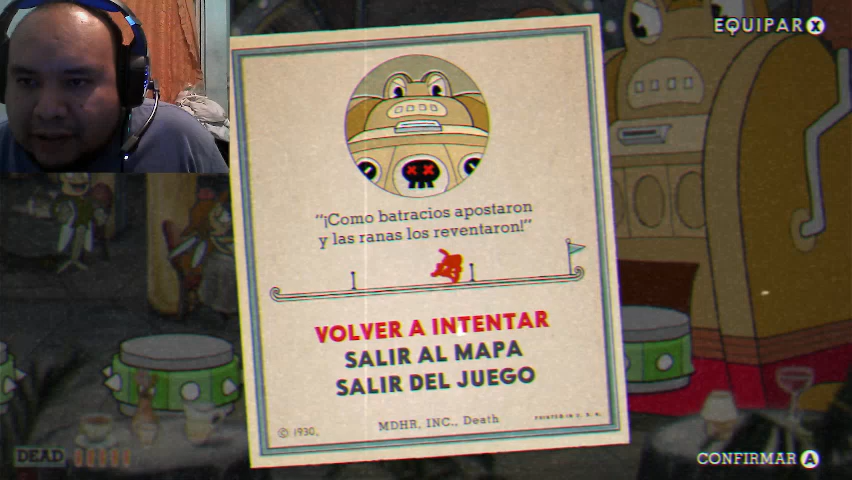 EQUIPAR X
“¡Como batracios apostaron
y las ranas los reventaron!”
VOLVER A INTENTAR
SALIR AL MAPA
SALIR DEL JUEGO
© 1930, MDHR, INC., Death PRINTED IN U.S.A.
DEAD
CONFIRMAR A